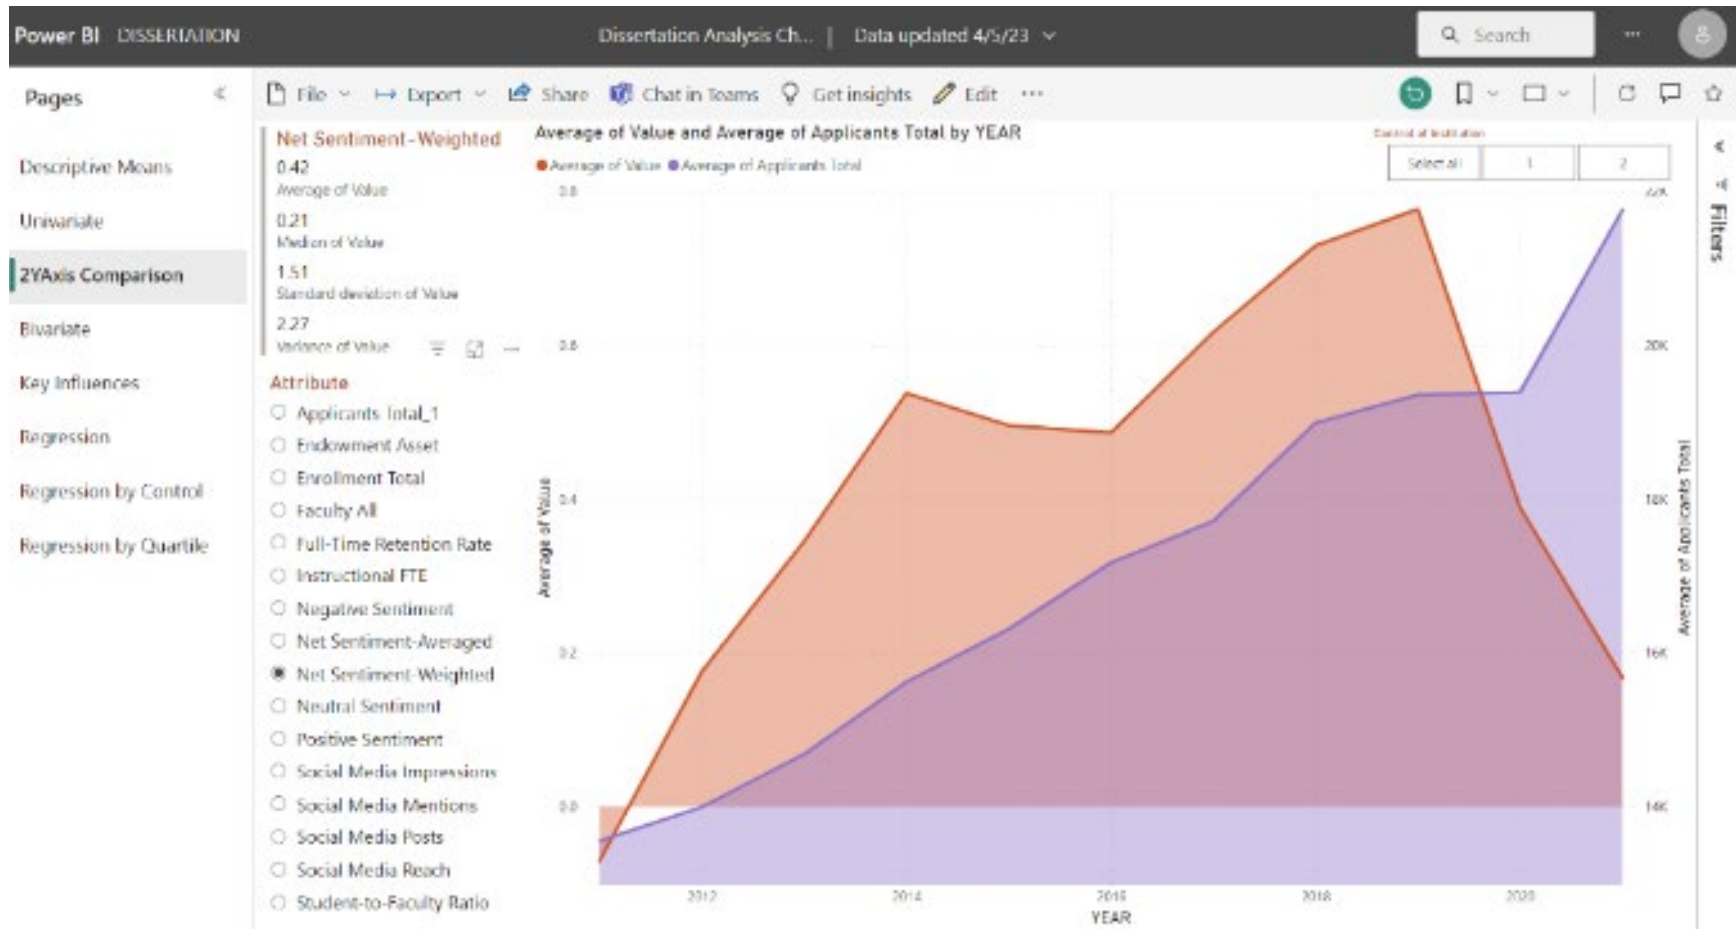 Power BI DISSERTATION
Dissertation Analysis Ch... | Data updated 4/5/23
Search
...
Pages
File
Export
Share
Chat in Teams
Get insights
Edit
...
Descriptive Means
Univariate
2YAxis Comparison
Bivariate
Key Influences
Regression
Regression by Control
Regression by Quartile
Net Sentiment-Weighted
0.42
Average of Value
0.21
Median of Value
1.51
Standard deviation of Value
2.27
Variance of Value
...
Attribute
Applicants Total_1
Endowment Asset
Enrollment Total
Faculty All
Full-Time Retention Rate
Instructional FTE
Negative Sentiment
Net Sentiment-Averaged
Net Sentiment-Weighted
Neutral Sentiment
Positive Sentiment
Social Media Impressions
Social Media Mentions
Social Media Posts
Social Media Reach
Student-to-Faculty Ratio
Average of Value and Average of Applicants Total by YEAR
Average of Value
Average of Applicants Total
Control of Institution
Select all
1
2
0.8
0.6
0.4
0.2
0.0
Average of Value
22K
20K
18K
16K
14K
Average of Applicants Total
2012
2014
2016
2018
2020
YEAR
Filters